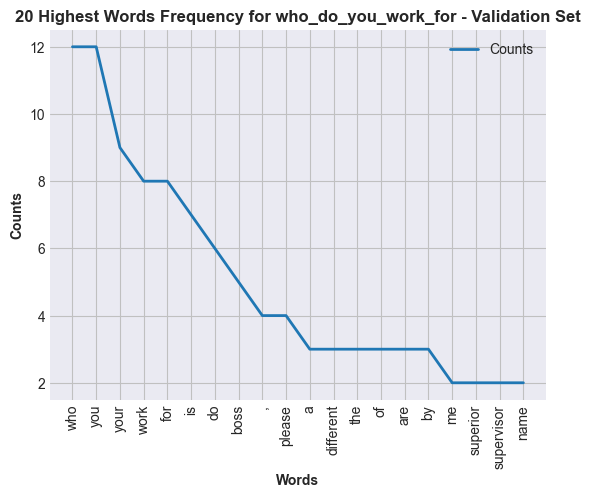 20 Highest Words Frequency for who_do_you_work_for - Validation Set
Counts
12
10
8
6
4
2
Counts
who
you
your
work
for
is
do
boss
,
please
a
different
the
of
are
by
me
superior
supervisor
name
Words